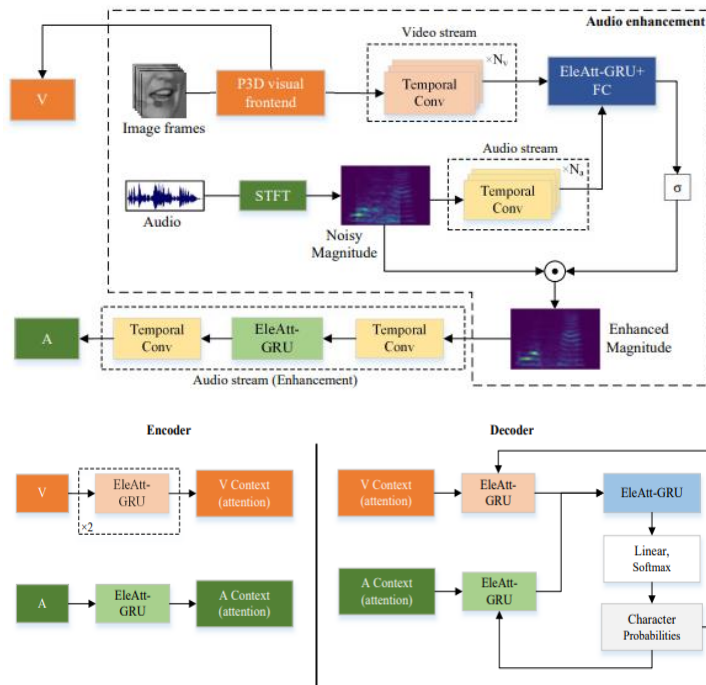 Audio enhancement
Video stream
×Nv
V
P3D visual
frontend
Temporal
Conv
EleAtt-GRU+
FC
Image frames
Audio stream
×Na
Temporal
Conv
σ
STFT
Audio
Noisy
Magnitude
A
Temporal
Conv
EleAtt-
GRU
Temporal
Conv
Enhanced
Magnitude
Audio stream (Enhancement)
Encoder
V
EleAtt-
GRU
×2
V Context
(attention)
A
EleAtt-
GRU
A Context
(attention)
Decoder
V Context
(attention)
EleAtt-
GRU
EleAtt-GRU
Linear,
Softmax
A Context
(attention)
EleAtt-
GRU
Character
Probabilities